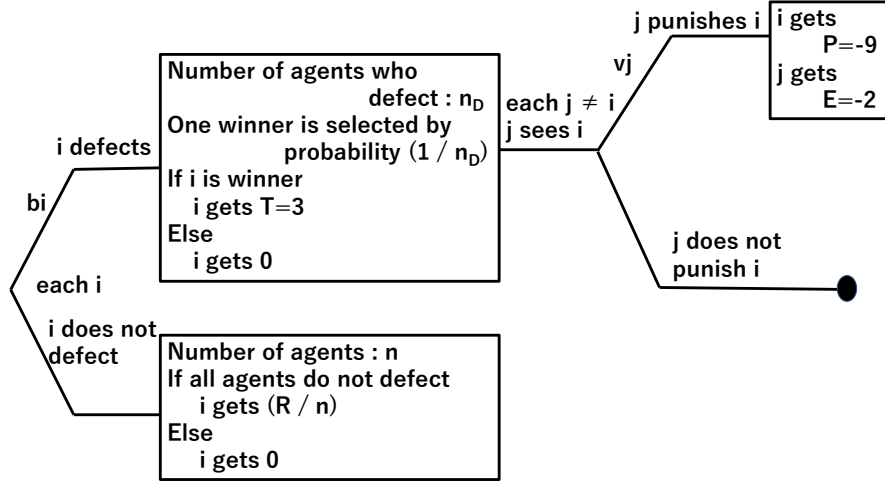 j punishes i
i gets
P=-9
j gets
E=-2
vj
Number of agents who
defect : nD
One winner is selected by
probability (1 / nD)
If i is winner
i gets T=3
Else
i gets 0
each j ≠ i
j sees i
i defects
bi
each i
j does not
punish i
i does not
defect
Number of agents : n
If all agents do not defect
i gets (R / n)
Else
i gets 0